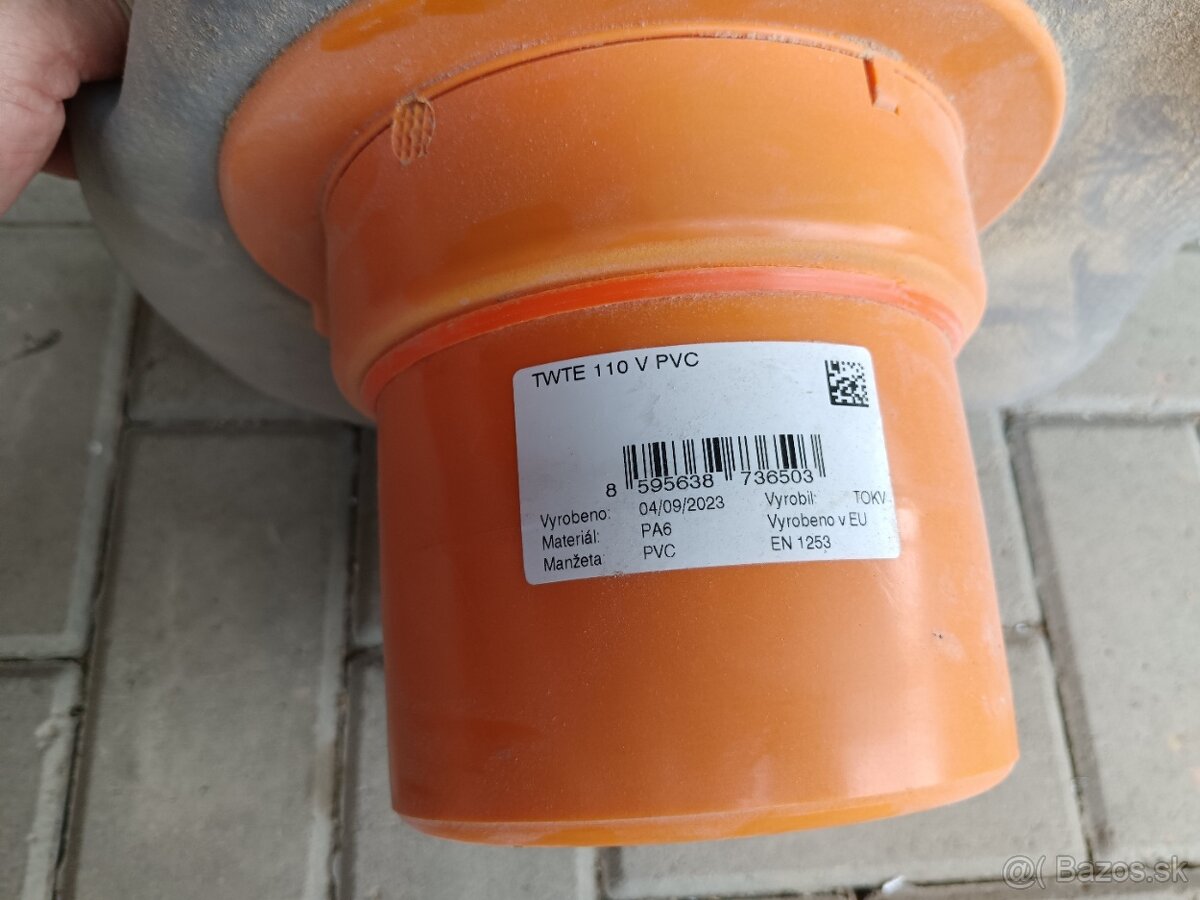 TWTE 110 V PVC
8 595638 736503
Vyrobeno: 04/09/2023 Vyrobil: TOKV
Materiál: PA6 Vyrobeno v EU
Manžeta: PVC EN 1253
Bazos.sk